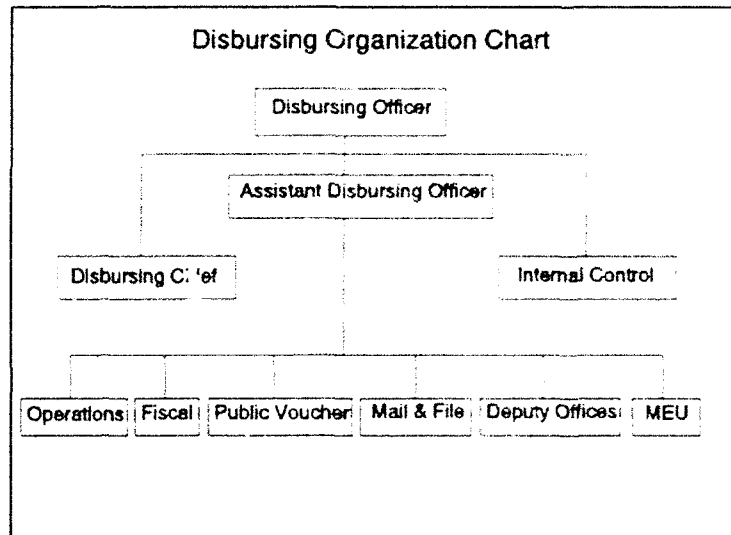 Disbursing Organization Chart
Disbursing Officer
Assistant Disbursing Officer
Disbursing Chief
Internal Control
Operations
Fiscal
Public Voucher
Mail & File
Deputy Offices
MEU